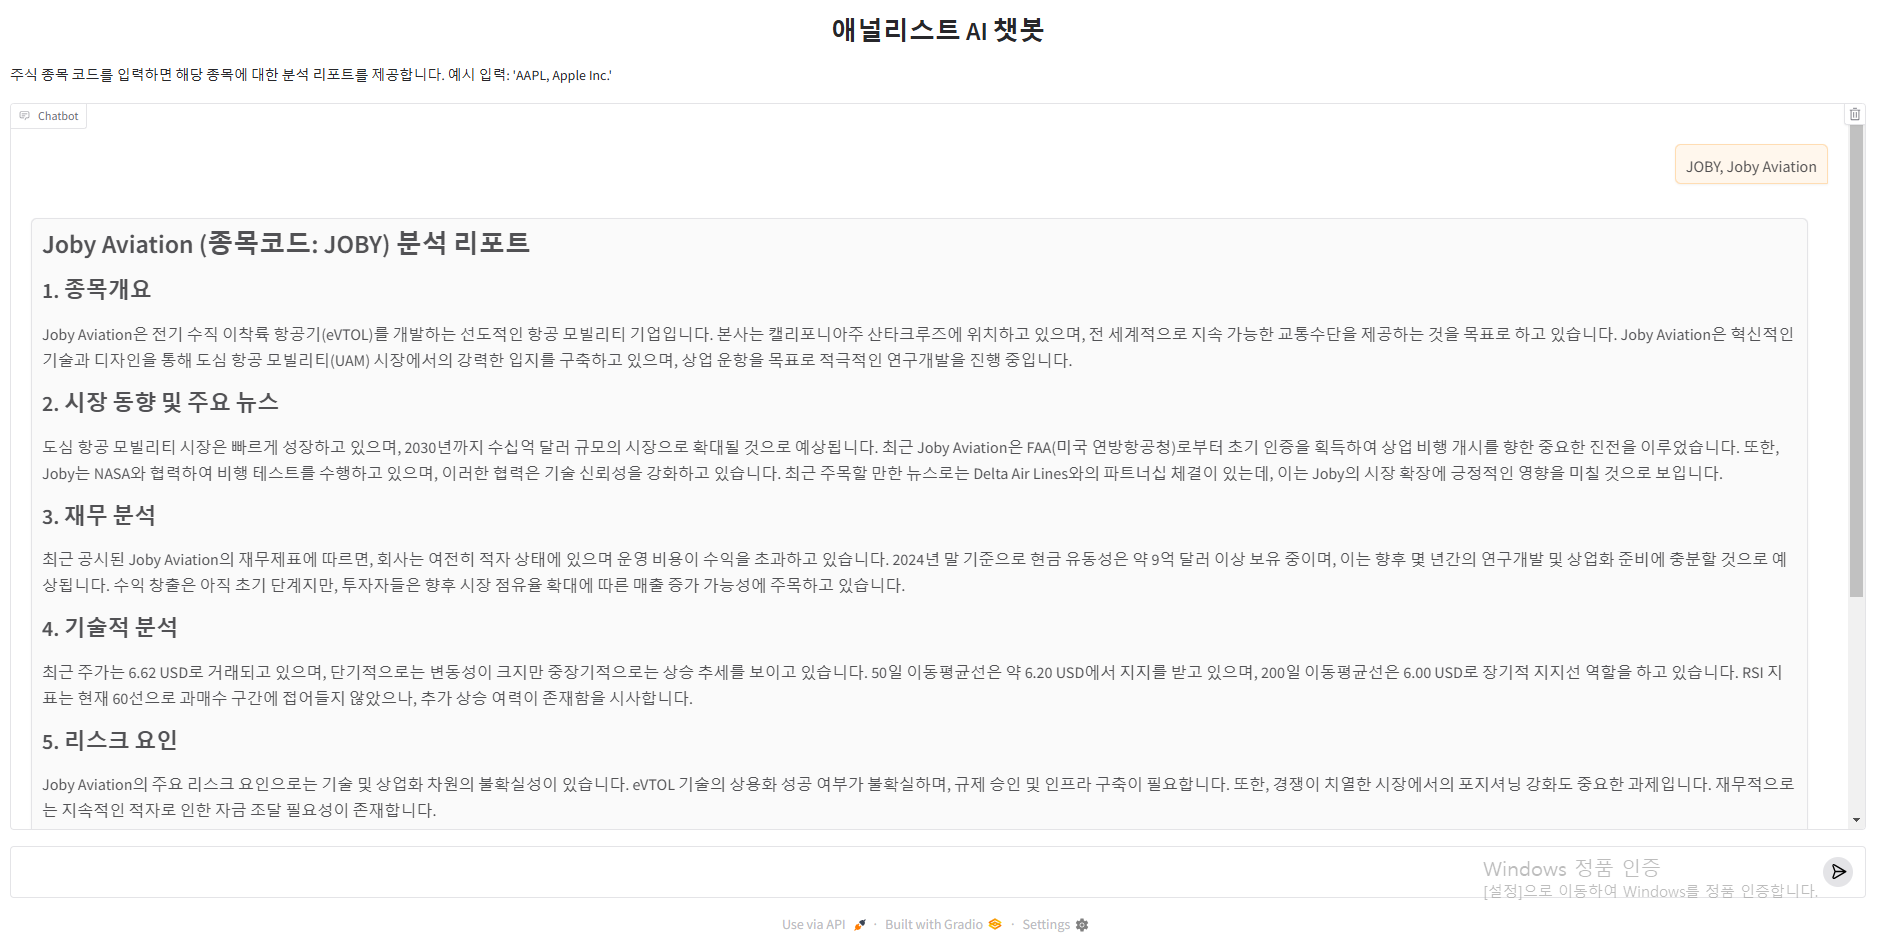 애널리스트 AI 챗봇
주식 종목 코드를 입력하면 해당 종목에 대한 분석 리포트를 제공합니다. 예시 입력: 'AAPL, Apple Inc.'
Chatbot
JOBY, Joby Aviation
Joby Aviation (종목코드: JOBY) 분석 리포트
1. 종목개요
Joby Aviation은 전기 수직 이착륙 항공기(eVTOL)를 개발하는 선도적인 항공 모빌리티 기업입니다. 본사는 캘리포니아주 산타크루즈에 위치하고 있으며, 전 세계적으로 지속 가능한 교통수단을 제공하는 것을 목표로 하고 있습니다. Joby Aviation은 혁신적인
기술과 디자인을 통해 도심 항공 모빌리티(UAM) 시장에서의 강력한 입지를 구축하고 있으며, 상업 운항을 목표로 적극적인 연구개발을 진행 중입니다.
2. 시장 동향 및 주요 뉴스
도심 항공 모빌리티 시장은 빠르게 성장하고 있으며, 2030년까지 수십억 달러 규모의 시장으로 확대될 것으로 예상됩니다. 최근 Joby Aviation은 FAA(미국 연방항공청)로부터 초기 인증을 획득하여 상업 비행 개시를 향한 중요한 진전을 이루었습니다. 또한,
Joby는 NASA와 협력하여 비행 테스트를 수행하고 있으며, 이러한 협력은 기술 신뢰성을 강화하고 있습니다. 최근 주목할 만한 뉴스로는 Delta Air Lines와의 파트너십 체결이 있는데, 이는 Joby의 시장 확장에 긍정적인 영향을 미칠 것으로 보입니다.
3. 재무 분석
최근 공시된 Joby Aviation의 재무제표에 따르면, 회사는 여전히 적자 상태에 있으며 운영 비용이 수익을 초과하고 있습니다. 2024년 말 기준으로 현금 유동성은 약 9억 달러 이상 보유 중이며, 이는 향후 몇 년간의 연구개발 및 상업화 준비에 충분할 것으로 예
상됩니다. 수익 창출은 아직 초기 단계지만, 투자자들은 향후 시장 점유율 확대에 따른 매출 증가 가능성에 주목하고 있습니다.
4. 기술적 분석
최근 주가는 6.62 USD로 거래되고 있으며, 단기적으로는 변동성이 크지만 중장기적으로는 상승 추세를 보이고 있습니다. 50일 이동평균선은 약 6.20 USD에서 지지를 받고 있으며, 200일 이동평균선은 6.00 USD로 장기적 지지선 역할을 하고 있습니다. RSI 지
표는 현재 60선으로 과매수 구간에 접어들지 않았으나, 추가 상승 여력이 존재함을 시사합니다.
5. 리스크 요인
Joby Aviation의 주요 리스크 요인으로는 기술 및 상업화 차원의 불확실성이 있습니다. eVTOL 기술의 상용화 성공 여부가 불확실하며, 규제 승인 및 인프라 구축이 필요합니다. 또한, 경쟁이 치열한 시장에서의 포지셔닝 강화도 중요한 과제입니다. 재무적으로
는 지속적인 적자로 인한 자금 조달 필요성이 존재합니다.
Windows 정품 인증
[설정]으로 이동하여 Windows를 정품 인증합니다.
Use via API · Built with Gradio · Settings